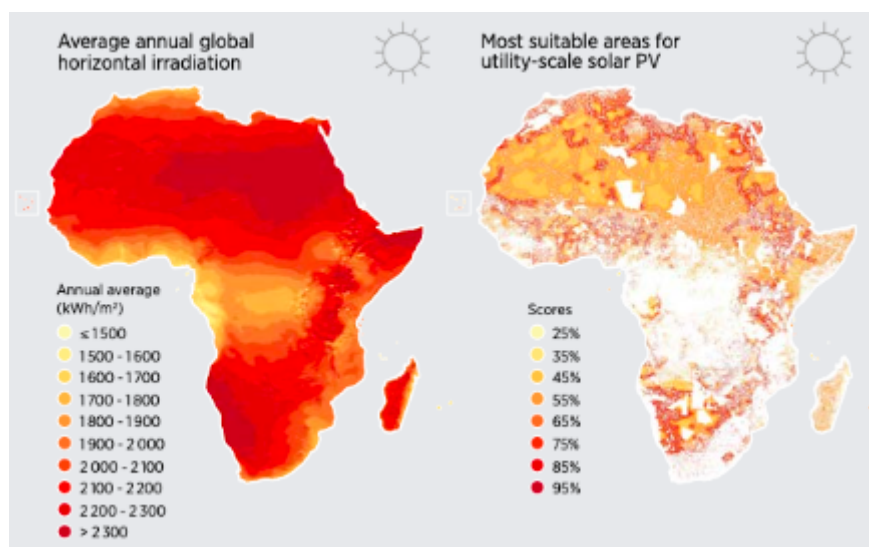 Average annual global
horizontal irradiation
Annual average
(kWh/m²)
≤ 1500
1500 - 1600
1600 - 1700
1700 - 1800
1800 - 1900
1900 - 2 000
2 000 - 2100
2100 - 2200
2 200 - 2 300
> 2 300
Most suitable areas for
utility-scale solar PV
Scores
25%
35%
45%
55%
65%
75%
85%
95%